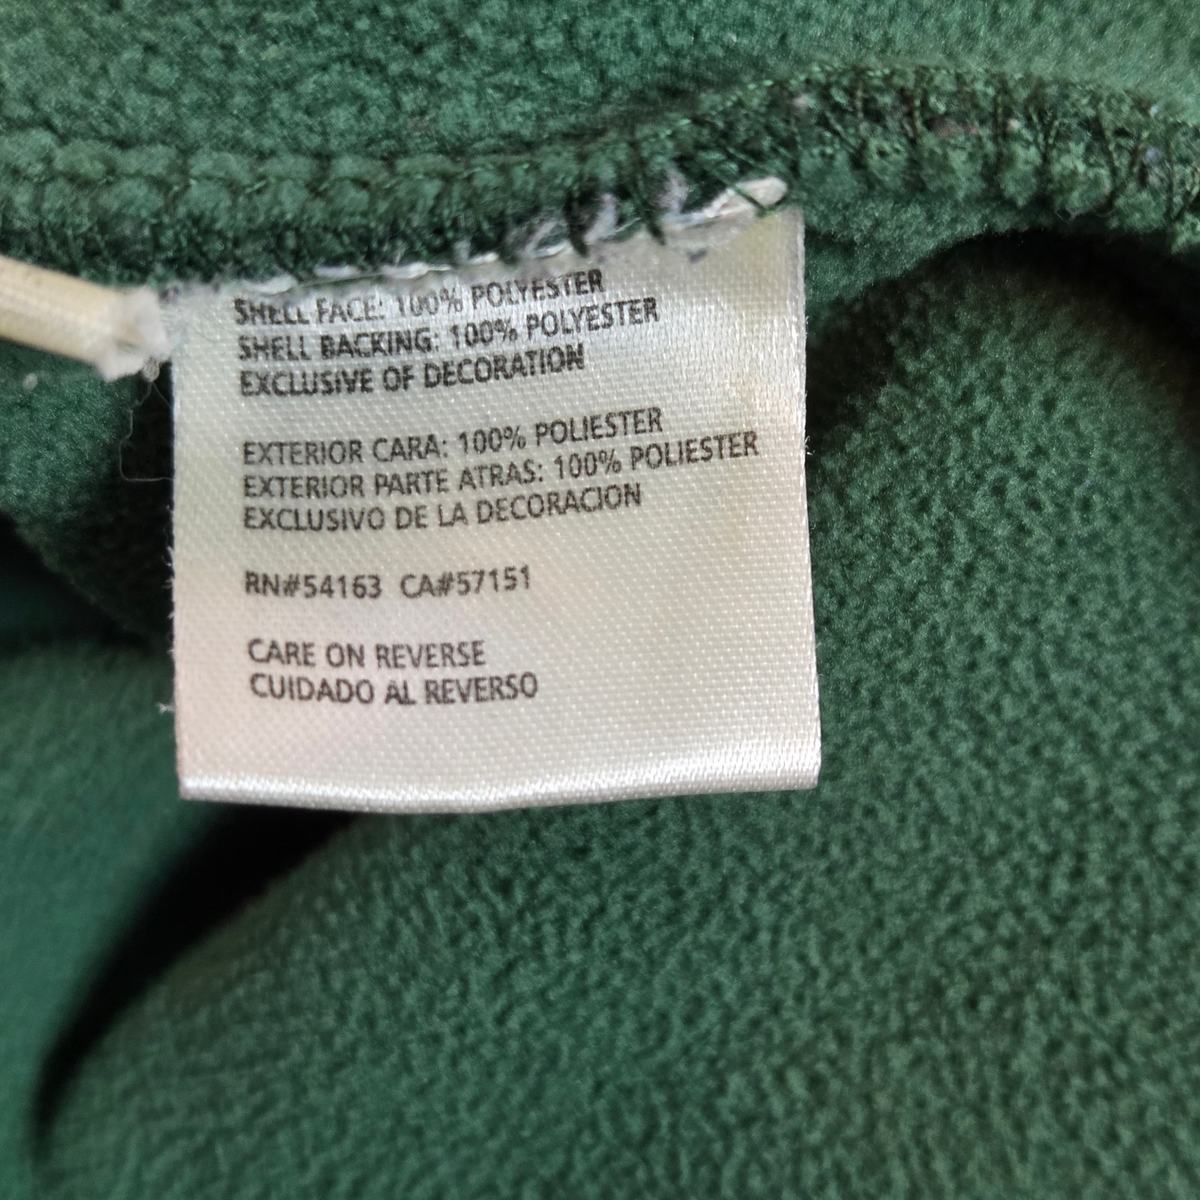 SHELL FACE: 100% POLYESTER
SHELL BACKING: 100% POLYESTER
EXCLUSIVE OF DECORATION
EXTERIOR CARA: 100% POLIESTER
EXTERIOR PARTE ATRAS: 100% POLIESTER
EXCLUSIVO DE LA DECORACION
RN#54163 CA#57151
CARE ON REVERSE
CUIDADO AL REVERSO